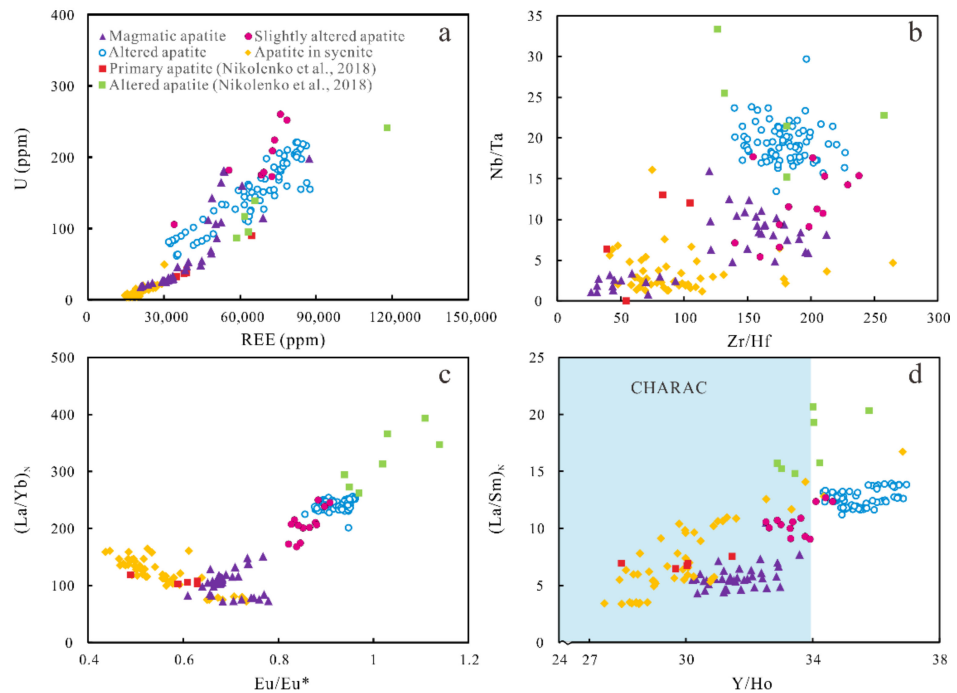 400
300
200
100
0
U (ppm)
a
Magmatic apatite
Slightly altered apatite
Altered apatite
Apatite in syenite
Primary apatite (Nikolenko et al., 2018)
Altered apatite (Nikolenko et al., 2018)
0
30,000
60,000
90,000
120,000
150,000
REE (ppm)
35
30
25
20
15
10
5
0
Nb/Ta
b
0
50
100
150
200
250
300
Zr/Hf
500
400
300
200
100
0
(La/Yb)N
c
0.4
0.6
0.8
1
1.2
Eu/Eu*
25
20
15
10
5
0
(La/Sm)N
CHARAC
d
24
27
30
34
38
Y/Ho